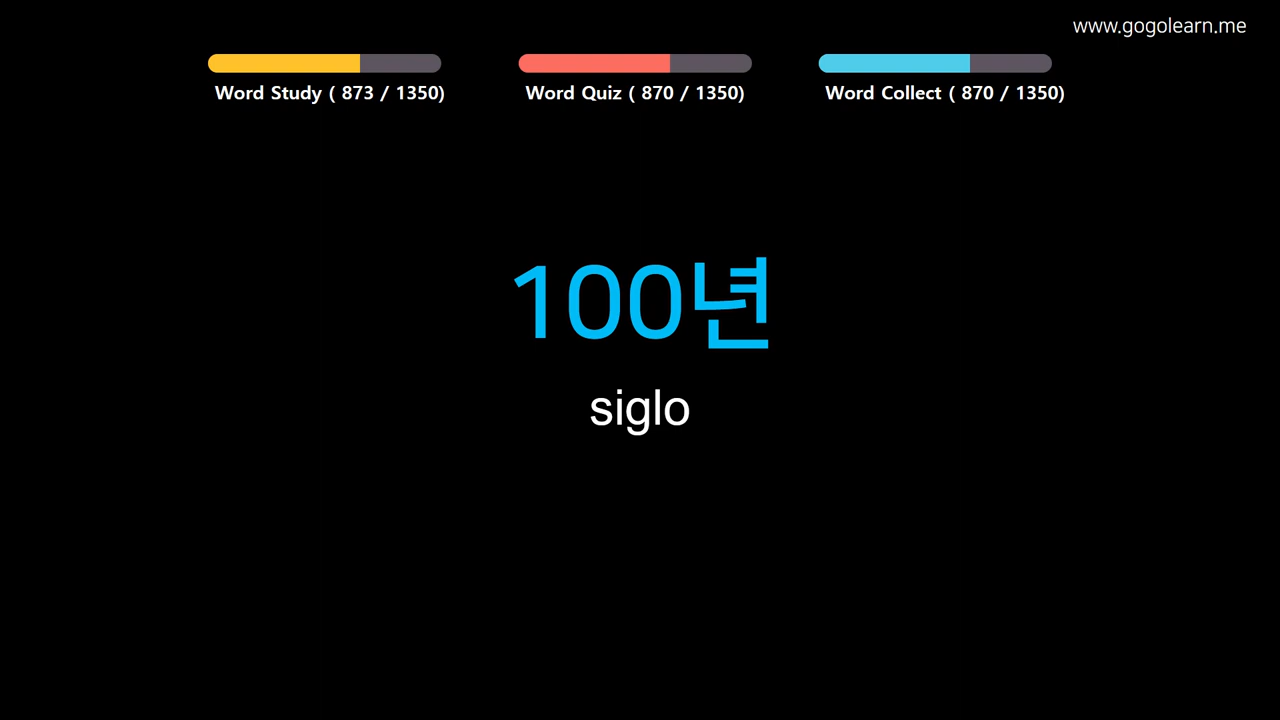 www.gogolearn.me
Word Study ( 873 / 1350)
Word Quiz ( 870 / 1350)
Word Collect ( 870 / 1350)
100년
siglo